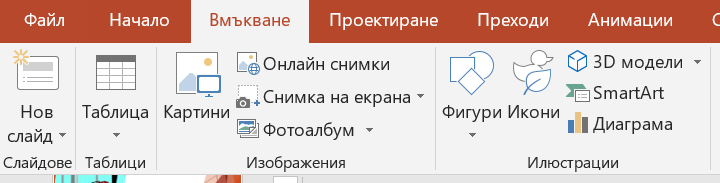 Файл Начало Вмъкване Проектиране Преходи Анимации
Нов слайд
Слайдове
Таблица
Таблици
Картини
Онлайн снимки
Снимка на екрана
Фотоалбум
Изображения
Фигури
Икони
3D модели
SmartArt
Диаграма
Илюстрации